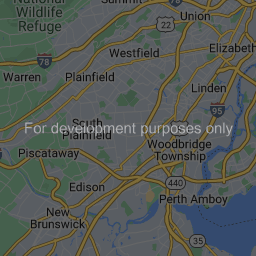 National
Wildlife
Refuge
Summit
Union
22
78
Elizabeth
Westfield
78
Warren
Plainfield
Linden
95
South
Plainfield
For development purposes only
Woodbridge
Township
Piscataway
Edison
440
Perth Amboy
New
Brunswick
35